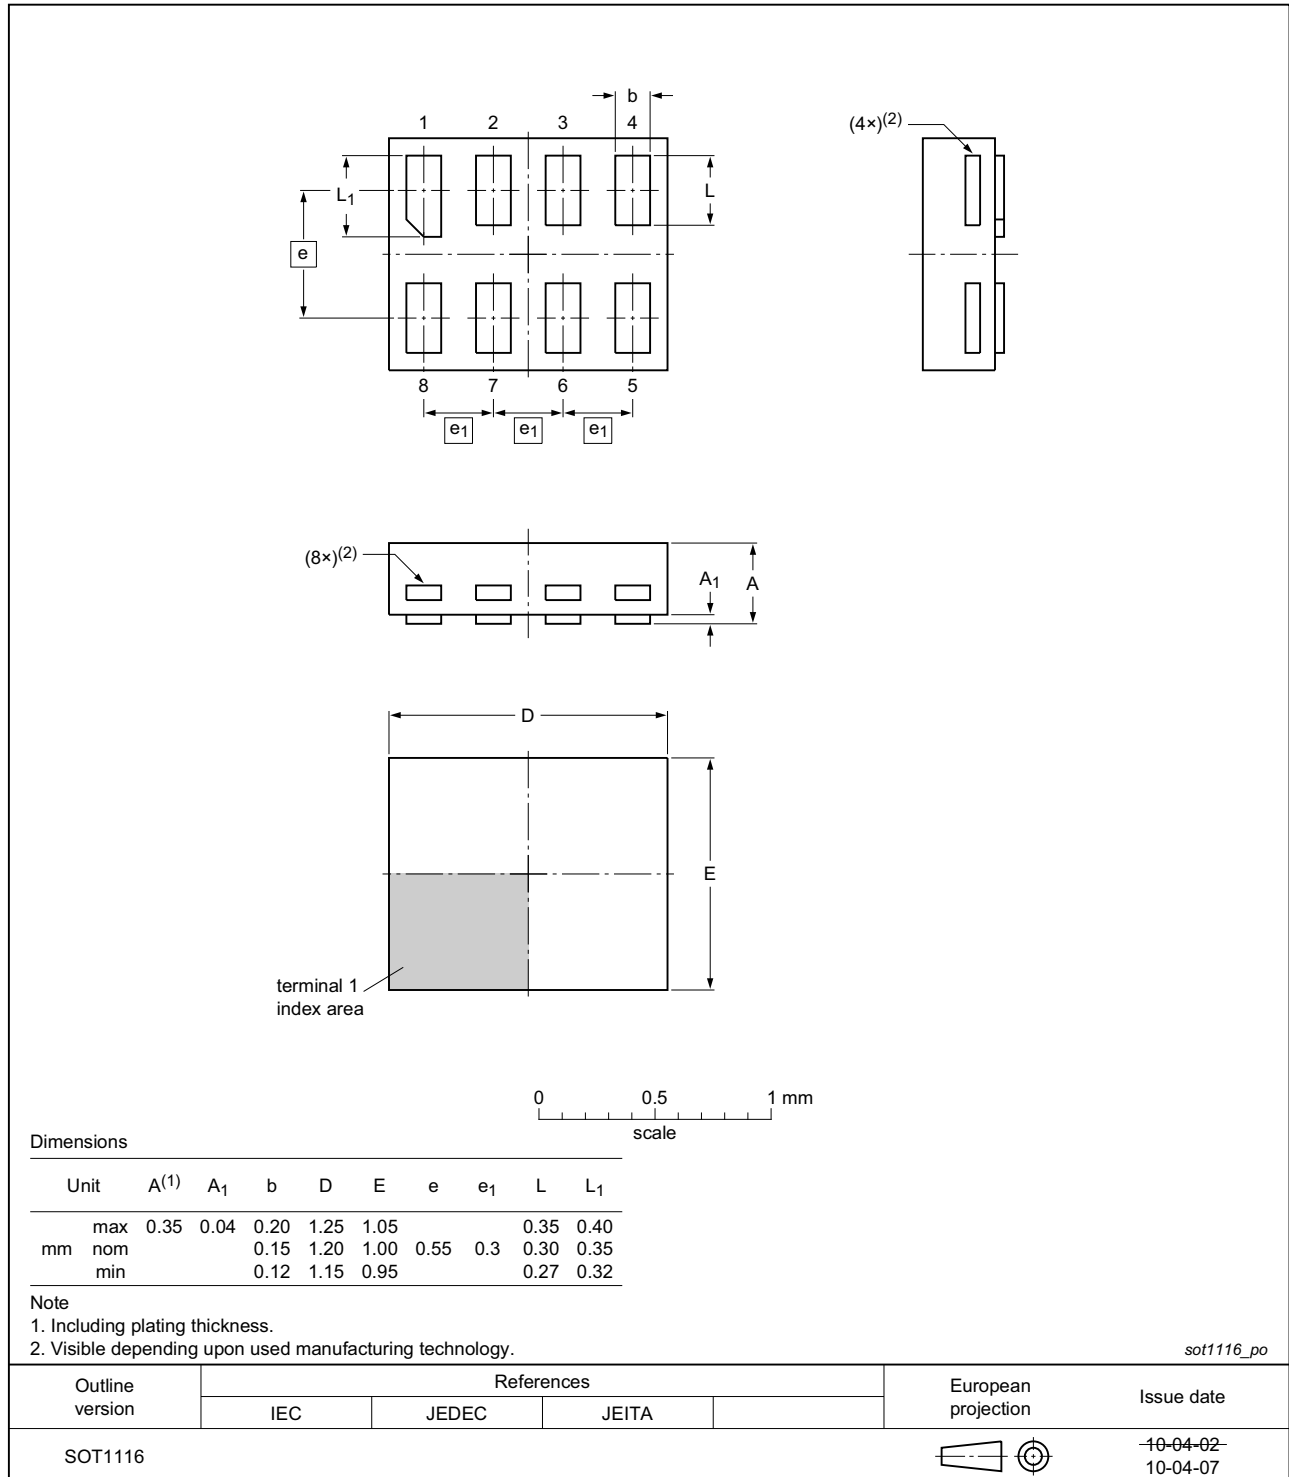 b
1 2 3 4
(4×)(2)
L1
L
e
8 7 6 5
e1 e1 e1
(8×)(2)
A1 A
D
E
terminal 1
index area
0 0.5 1 mm
scale
Dimensions
Unit A(1) A1 b D E e e1 L L1
max 0.35 0.04 0.20 1.25 1.05 0.35 0.40
mm nom 0.15 1.20 1.00 0.55 0.3 0.30 0.35
min 0.12 1.15 0.95 0.27 0.32
Note
1. Including plating thickness.
2. Visible depending upon used manufacturing technology.
sot1116_po
Outline
version
References
IEC JEDEC JEITA
European
projection
Issue date
SOT1116
10-04-02
10-04-07